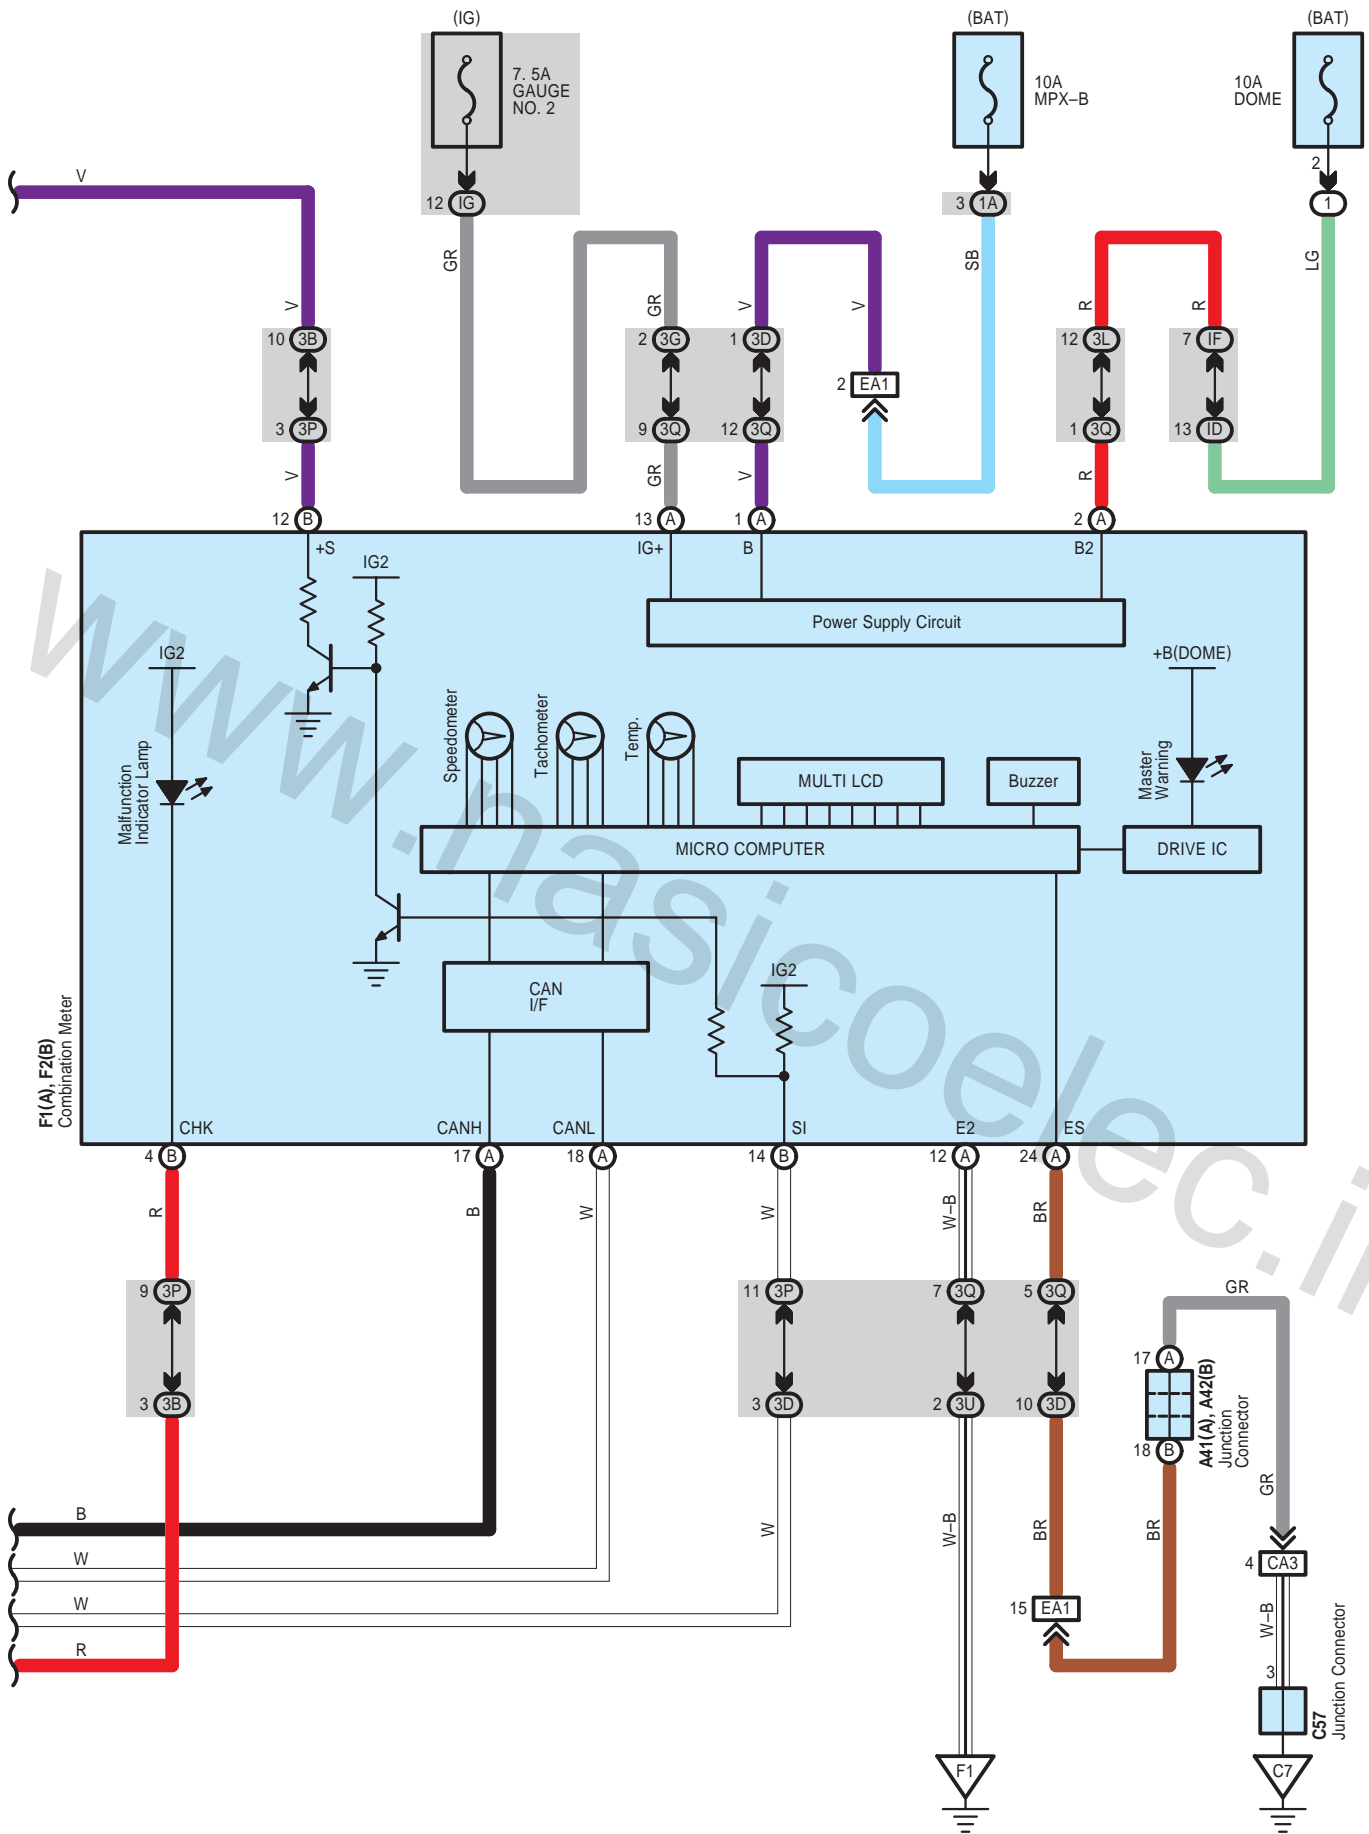 (IG)
(BAT)
(BAT)
7. 5A
GAUGE
NO. 2
10A
MPX–B
10A
DOME
2
V
12 IG
3 1A
1
GR
SB
LG
V
GR
V
V
R
R
10 3B
2 3G
1 3D
12 3L
7 IF
2 EA1
3 3P
9 3Q
12 3Q
1 3Q
13 ID
V
GR
V
R
12 B
13 A
1 A
2 A
+S
IG+
B
B2
IG2
Power Supply Circuit
IG2
+B(DOME)
Speedometer
Tachometer
Temp.
Malfunction
Indicator Lamp
MULTI LCD
Buzzer
Master
Warning
MICRO COMPUTER
DRIVE IC
CAN
I/F
IG2
F1(A), F2(B)
Combination Meter
CHK
CANH
CANL
SI
E2
ES
4 B
17 A
18 A
14 B
12 A
24 A
R
B
W
W
W–B
BR
9 3P
11 3P
7 3Q
5 3Q
GR
17 A
A41(A), A42(B)
Junction
Connector
3 3B
3 3D
2 3U
10 3D
18 B
GR
B
W
W–B
BR
BR
W
4 CA3
W
15 EA1
W–B
R
3
C57
Junction Connector
F1
C7
www.nasicoelec.ir